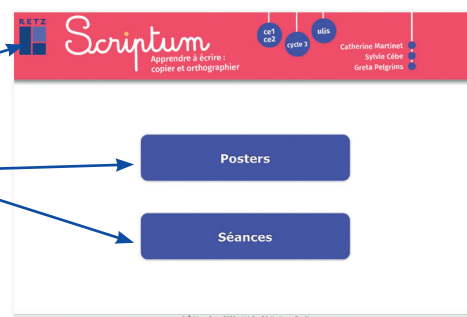 RETZ
Scriptum
Apprendre à écrire :
copier et orthographier
ce1
ce2
cycle 3
ulis
Catherine Martinet
Sylvie Cèbe
Greta Pelgrims
Posters
Séances